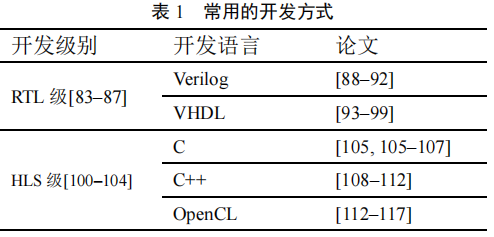 表 1 常用的开发方式
开发级别 开发语言 论文
RTL 级[83–87] Verilog [88–92]
VHDL [93–99]
HLS 级[100–104] C [105, 105–107]
C++ [108–112]
OpenCL [112–117]